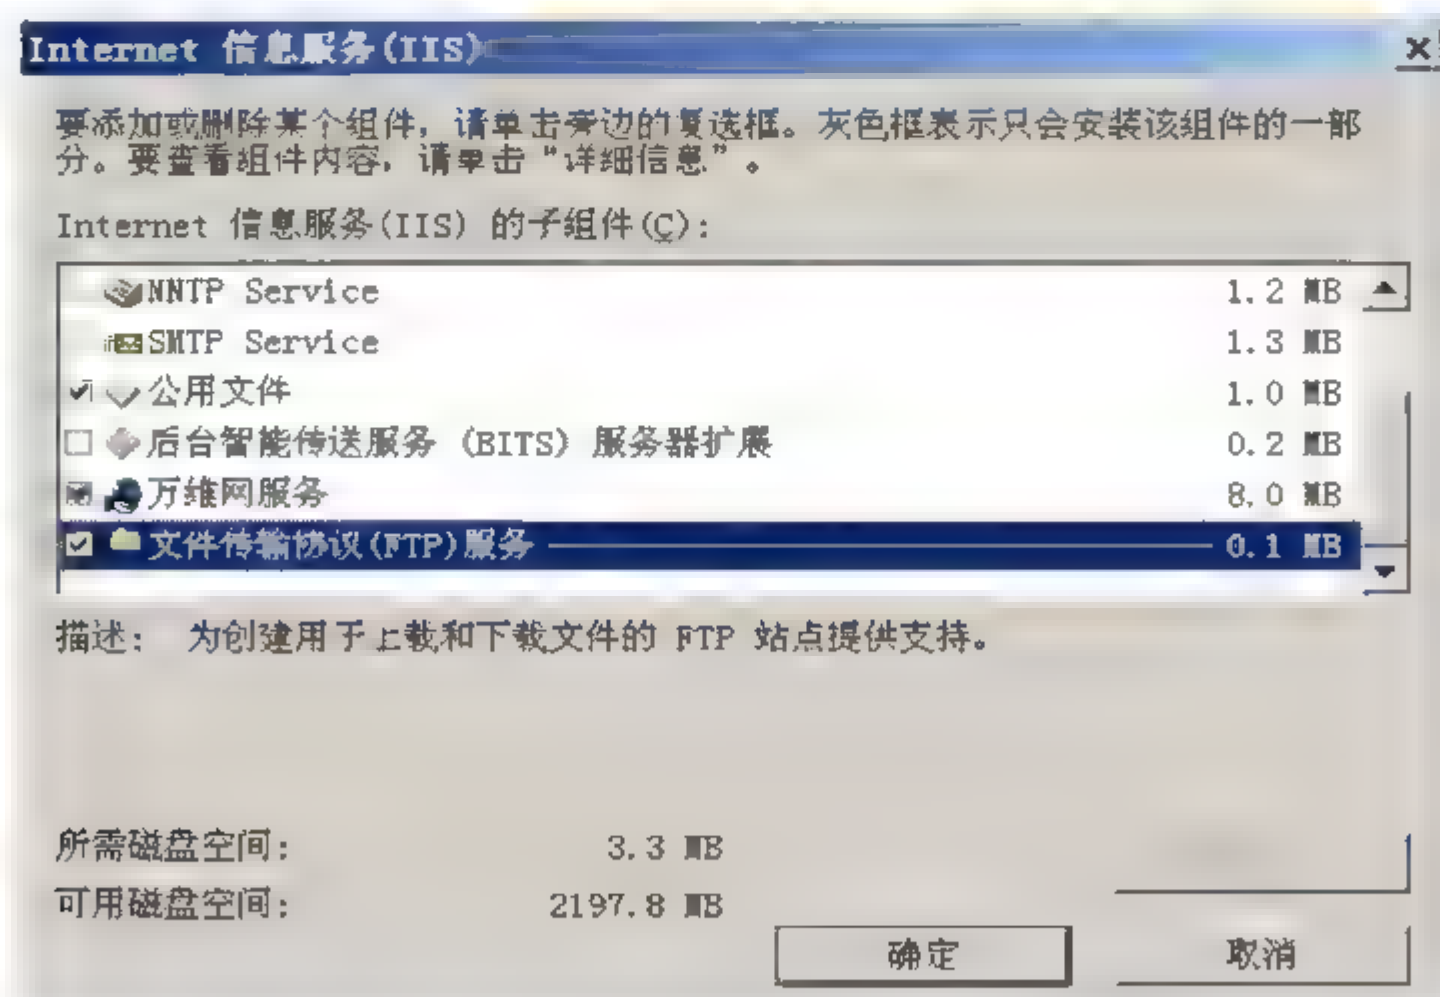 Internet 信息服务(IIS)
要添加或删除某个组件，请单击旁边的复选框。灰色框表示只会安装该组件的一部
分。要查看组件内容，请单击“详细信息”。
Internet 信息服务(IIS) 的子组件(C):
NNTP Service 1.2 MB
SMTP Service 1.3 MB
公用文件 1.0 MB
后台智能传送服务 (BITS) 服务器扩展 0.2 MB
万维网服务 8.0 MB
文件传输协议(FTP)服务 0.1 MB
描述: 为创建用于上载和下载文件的 FTP 站点提供支持。
所需磁盘空间: 3.3 MB
可用磁盘空间: 2197.8 MB
确定 取消